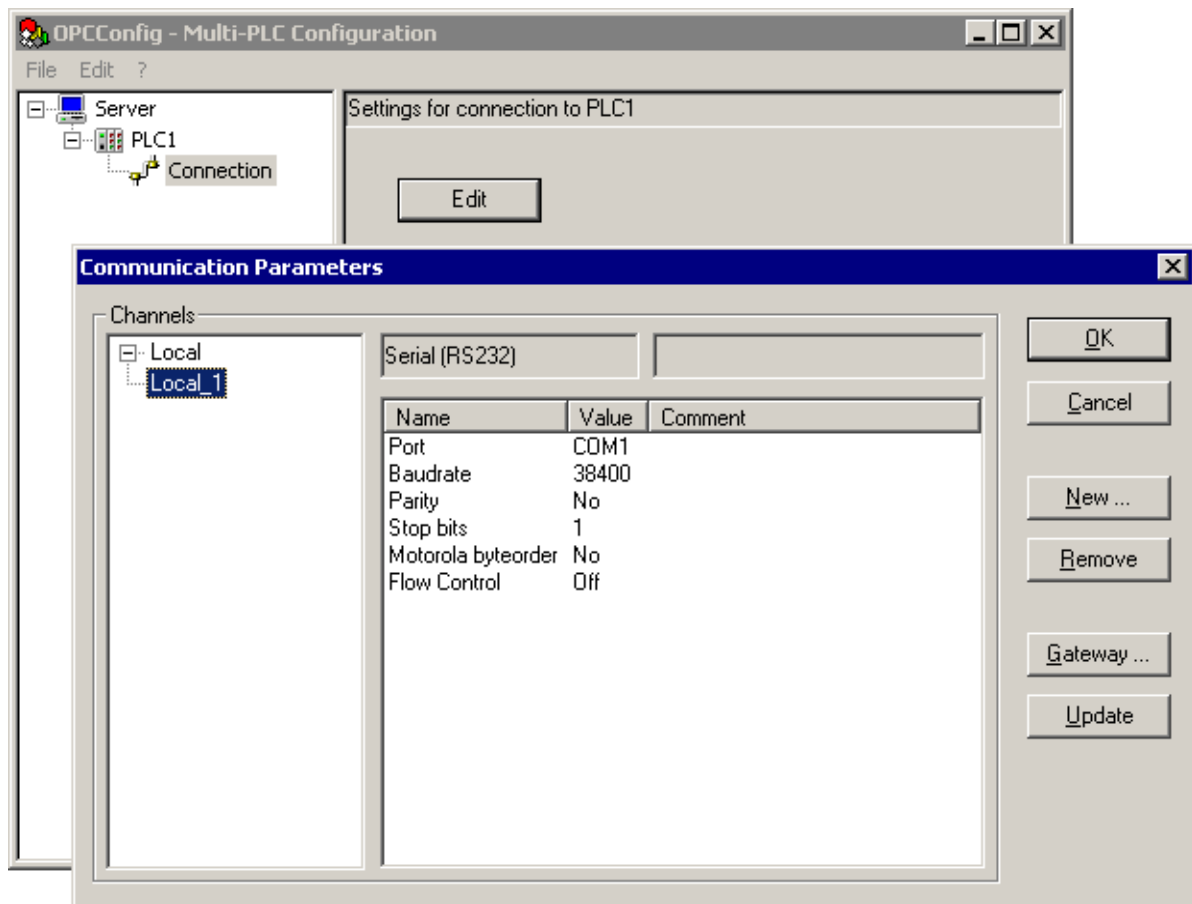 OPCConfig - Multi-PLC Configuration
File Edit ?
Server
PLC1
Connection
Settings for connection to PLC1
Edit
Communication Parameters
Channels
Local
Local_1
Serial (RS232)
Name Value Comment
Port COM1
Baudrate 38400
Parity No
Stop bits 1
Motorola byteorder No
Flow Control Off
OK
Cancel
New ...
Remove
Gateway ...
Update